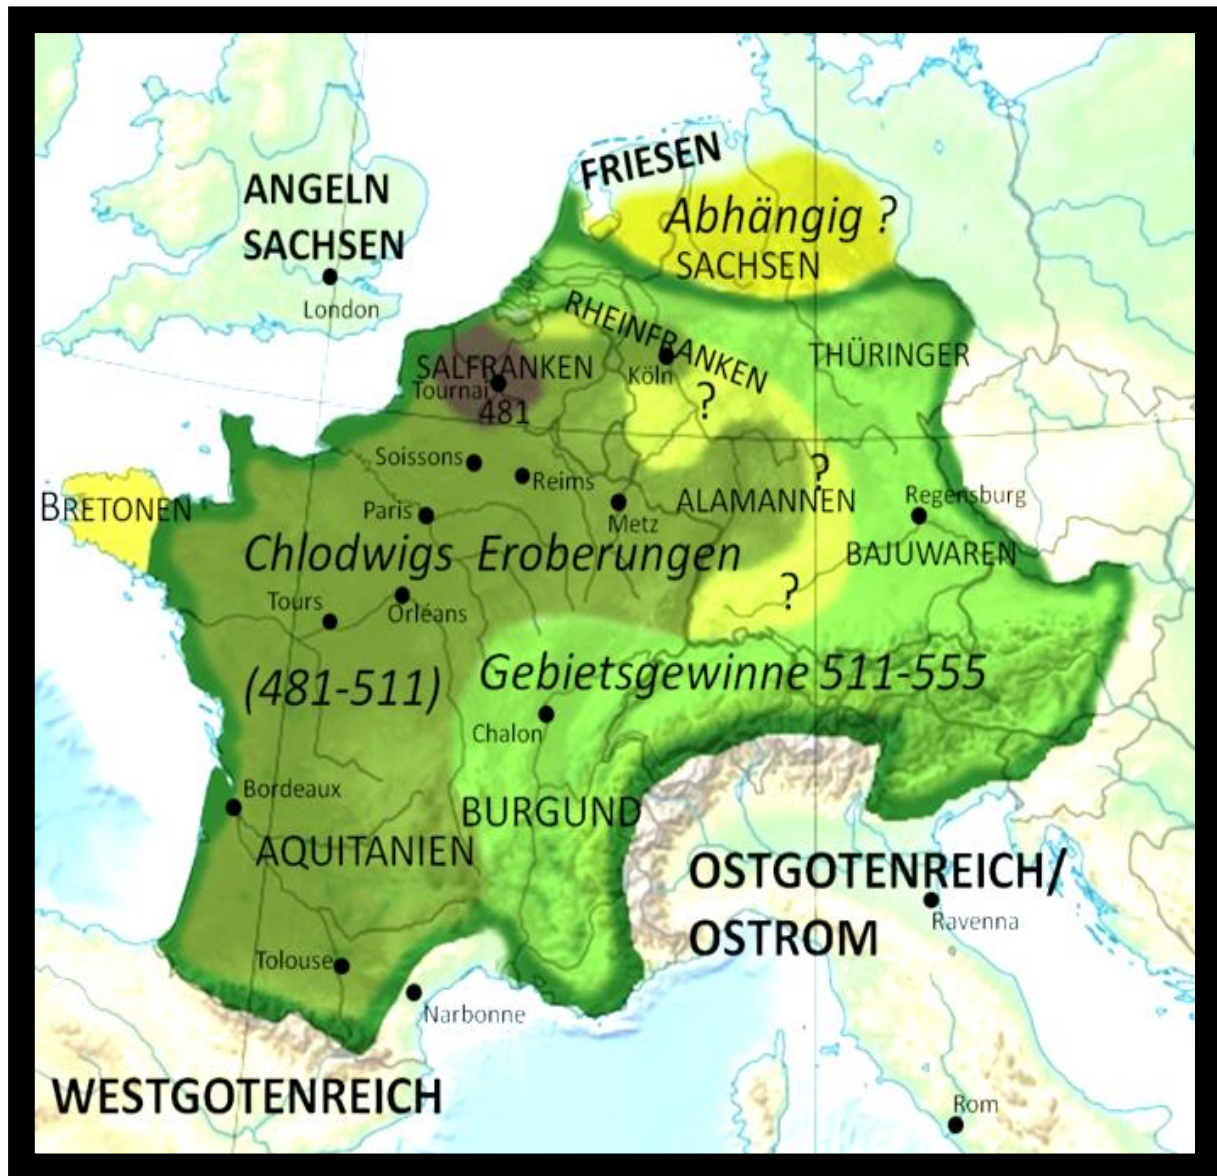 FRIESEN
ANGELN
SACHSEN
London
Abhängig ?
SACHSEN
RHEINFRANKEN
THÜRINGER
SALFRANKEN
Tournai
481
Köln
?
Soissons
Reims
?
BRETONEN
Paris
Metz
ALAMANNEN
Regensburg
Chlodwigs Eroberungen
BAJUWAREN
Tours
Orléans
?
(481-511)
Gebietsgewinne 511-555
Chalon
Bordeaux
BURGUND
AQUITANIEN
OSTGOTENREICH/
OSTROM
Ravenna
Tolouse
Narbonne
WESTGOTENREICH
Rom